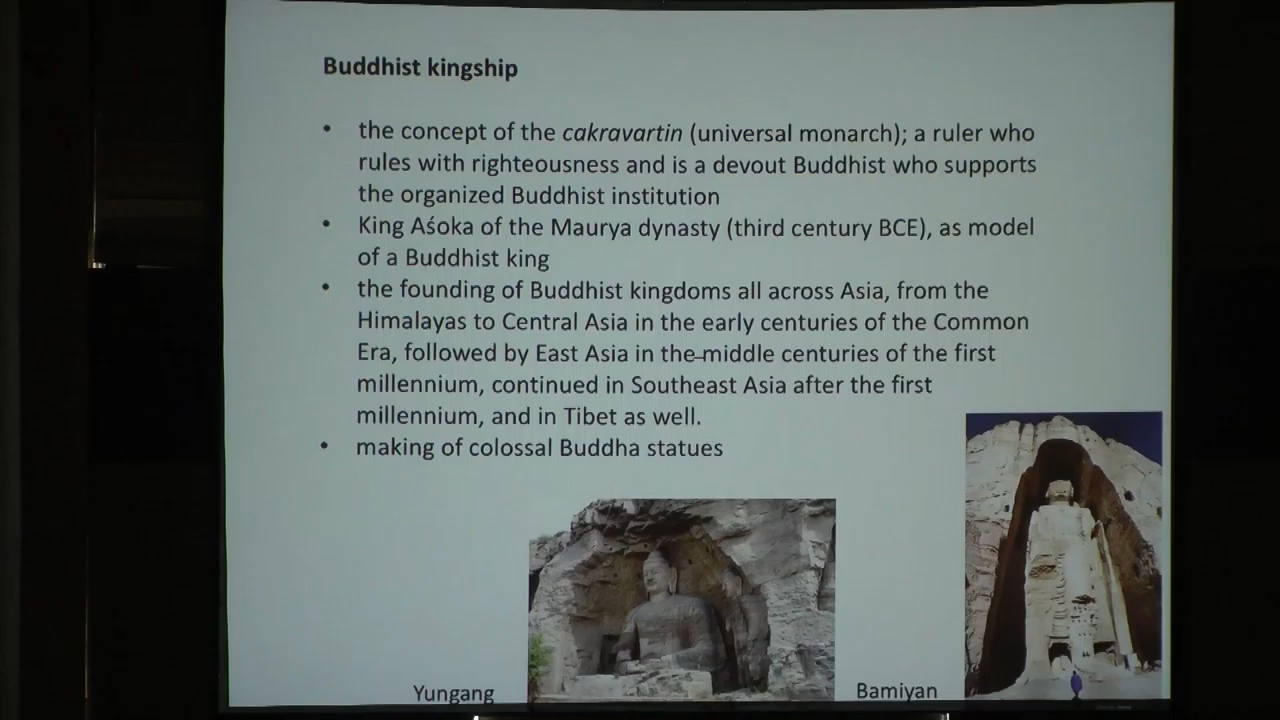 Buddhist kingship
• the concept of the cakravartin (universal monarch); a ruler who
rules with righteousness and is a devout Buddhist who supports
the organized Buddhist institution
• King Aśoka of the Maurya dynasty (third century BCE), as model
of a Buddhist king
• the founding of Buddhist kingdoms all across Asia, from the
Himalayas to Central Asia in the early centuries of the Common
Era, followed by East Asia in the middle centuries of the first
millennium, continued in Southeast Asia after the first
millennium, and in Tibet as well.
• making of colossal Buddha statues
Yungang
Bamiyan